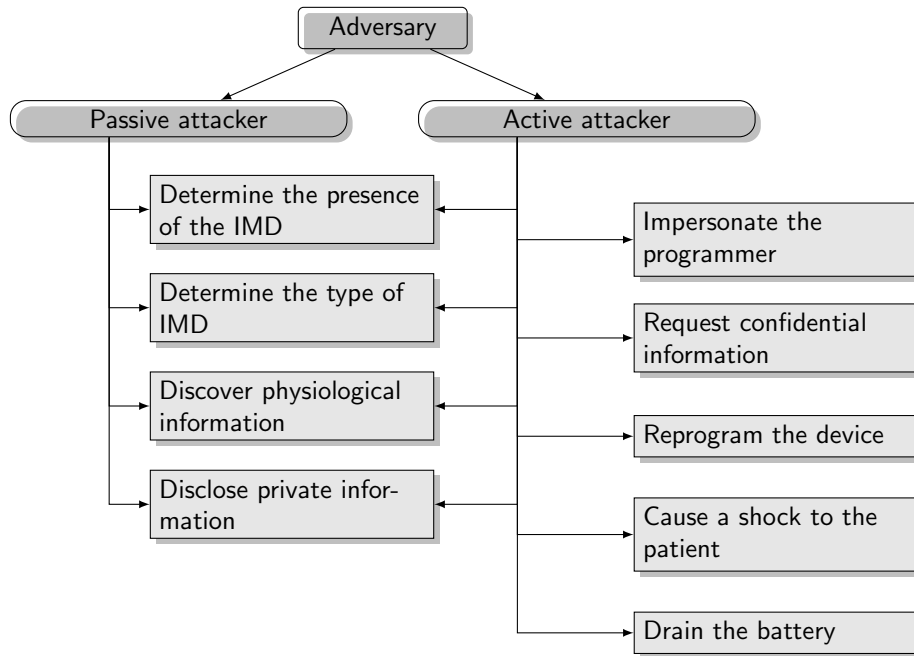 Adversary
Passive attacker
Active attacker
Determine the presence
of the IMD
Determine the type of
IMD
Discover physiological
information
Disclose private infor-
mation
Impersonate the
programmer
Request confidential
information
Reprogram the device
Cause a shock to the
patient
Drain the battery